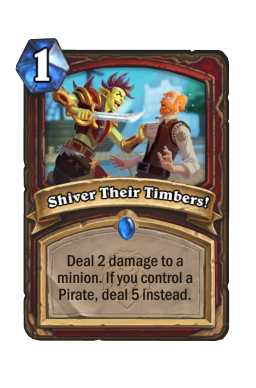 1
Shiver Their Timbers!
Deal 2 damage to a
minion. If you control a
Pirate, deal 5 instead.